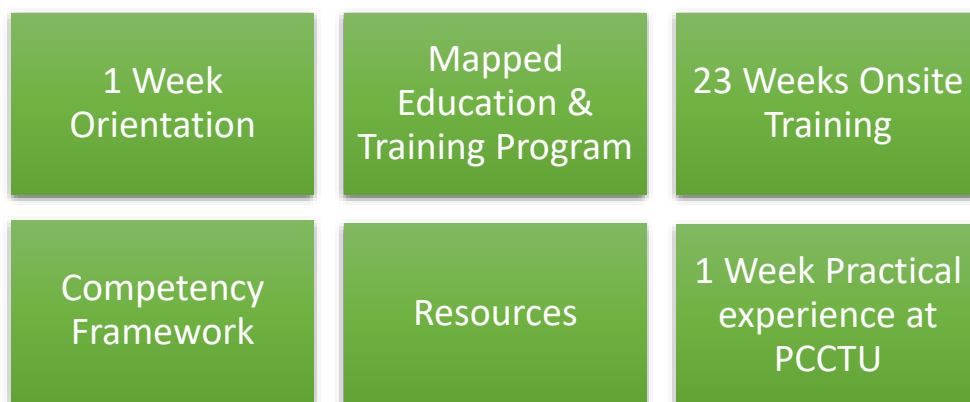 1 Week
Orientation
Mapped
Education &
Training Program
23 Weeks Onsite
Training
Competency
Framework
Resources
1 Week Practical
experience at
PCCTU